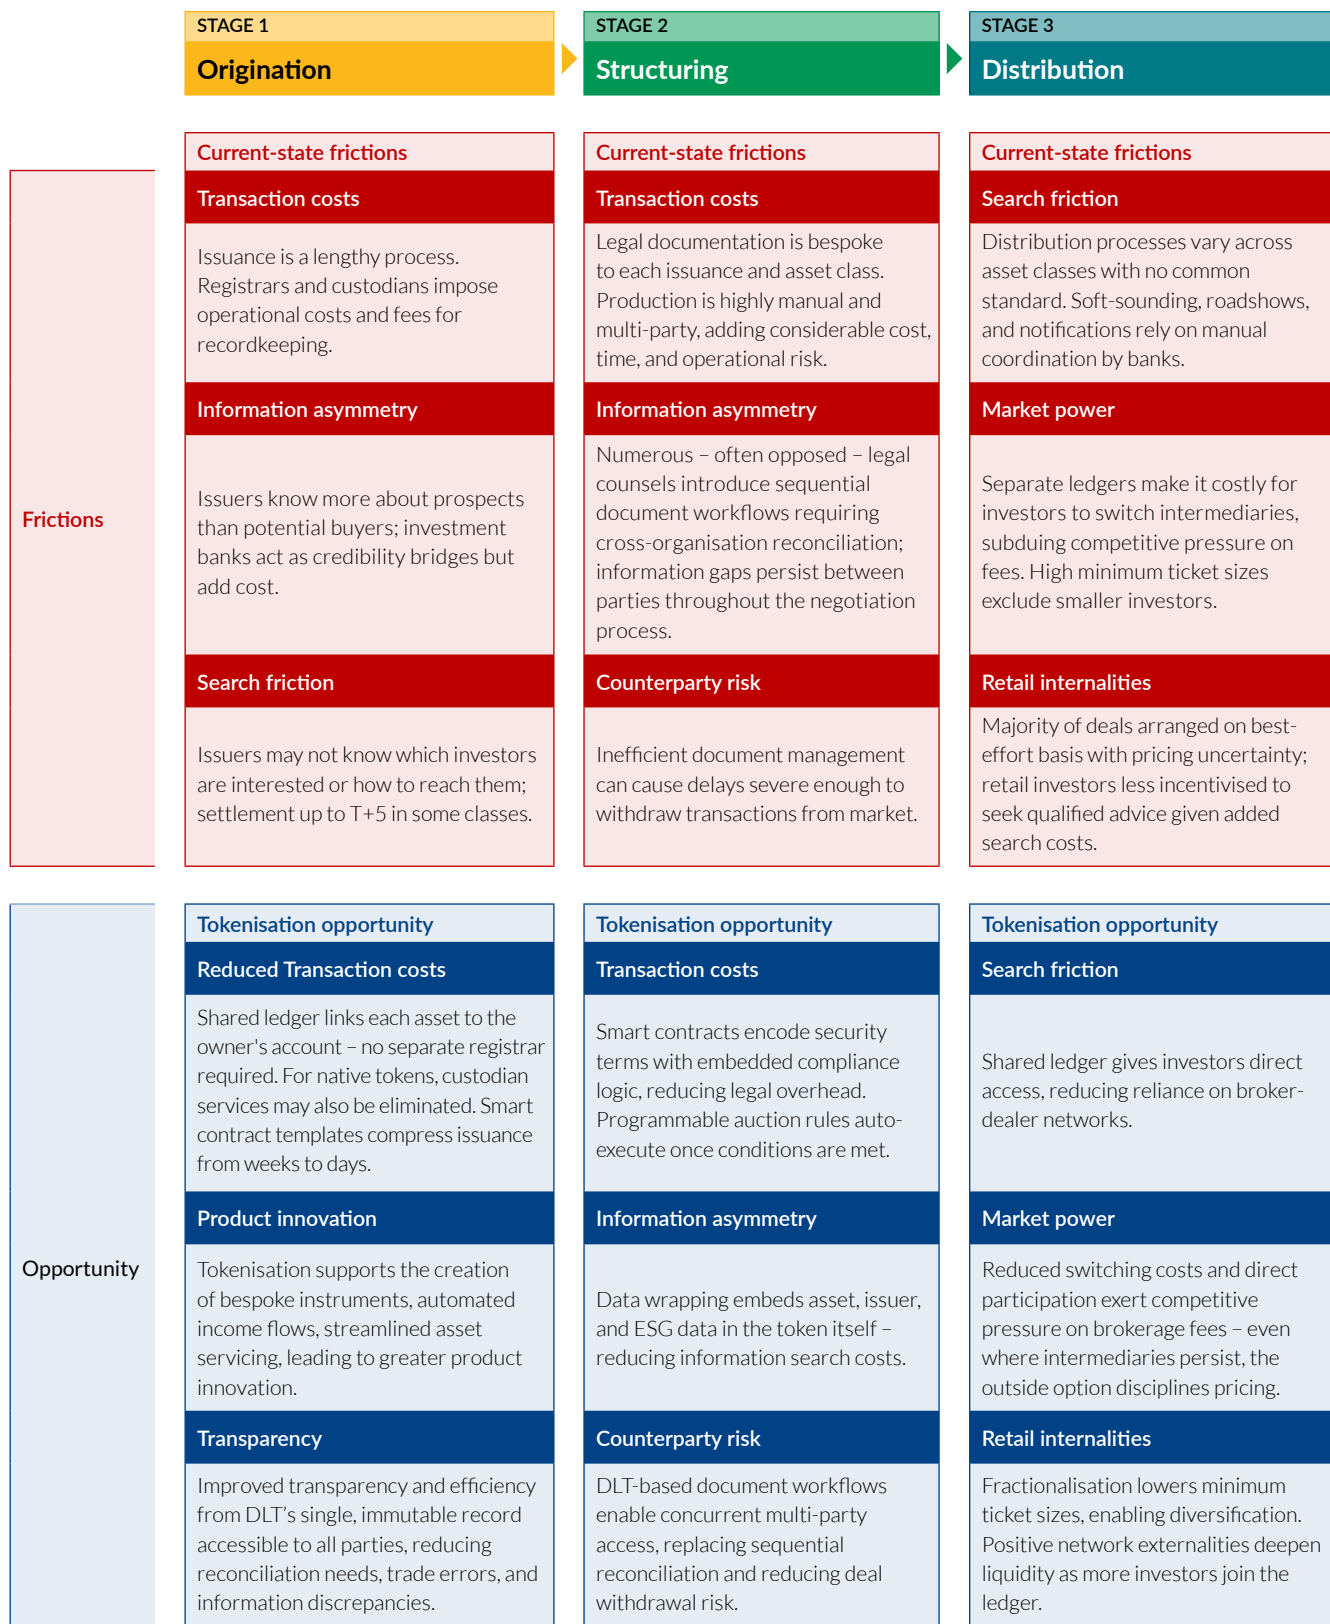 STAGE 1
Origination
STAGE 2
Structuring
STAGE 3
Distribution
Frictions
Current-state frictions
Transaction costs
Issuance is a lengthy process.
Registrars and custodians impose
operational costs and fees for
recordkeeping.
Information asymmetry
Issuers know more about prospects
than potential buyers; investment
banks act as credibility bridges but
add cost.
Search friction
Issuers may not know which investors
are interested or how to reach them;
settlement up to T+5 in some classes.
Current-state frictions
Transaction costs
Legal documentation is bespoke
to each issuance and asset class.
Production is highly manual and
multi-party, adding considerable cost,
time, and operational risk.
Information asymmetry
Numerous – often opposed – legal
counsels introduce sequential
document workflows requiring
cross-organisation reconciliation;
information gaps persist between
parties throughout the negotiation
process.
Counterparty risk
Inefficient document management
can cause delays severe enough to
withdraw transactions from market.
Current-state frictions
Search friction
Distribution processes vary across
asset classes with no common
standard. Soft-sounding, roadshows,
and notifications rely on manual
coordination by banks.
Market power
Separate ledgers make it costly for
investors to switch intermediaries,
subduing competitive pressure on
fees. High minimum ticket sizes
exclude smaller investors.
Retail internalities
Majority of deals arranged on best-
effort basis with pricing uncertainty;
retail investors less incentivised to
seek qualified advice given added
search costs.
Opportunity
Tokenisation opportunity
Reduced Transaction costs
Shared ledger links each asset to the
owner's account – no separate registrar
required. For native tokens, custodian
services may also be eliminated. Smart
contract templates compress issuance
from weeks to days.
Product innovation
Tokenisation supports the creation
of bespoke instruments, automated
income flows, streamlined asset
servicing, leading to greater product
innovation.
Transparency
Improved transparency and efficiency
from DLT’s single, immutable record
accessible to all parties, reducing
reconciliation needs, trade errors, and
information discrepancies.
Tokenisation opportunity
Transaction costs
Smart contracts encode security
terms with embedded compliance
logic, reducing legal overhead.
Programmable auction rules auto-
execute once conditions are met.
Information asymmetry
Data wrapping embeds asset, issuer,
and ESG data in the token itself –
reducing information search costs.
Counterparty risk
DLT-based document workflows
enable concurrent multi-party
access, replacing sequential
reconciliation and reducing deal
withdrawal risk.
Tokenisation opportunity
Search friction
Shared ledger gives investors direct
access, reducing reliance on broker-
dealer networks.
Market power
Reduced switching costs and direct
participation exert competitive
pressure on brokerage fees – even
where intermediaries persist, the
outside option disciplines pricing.
Retail internalities
Fractionalisation lowers minimum
ticket sizes, enabling diversification.
Positive network externalities deepen
liquidity as more investors join the
ledger.